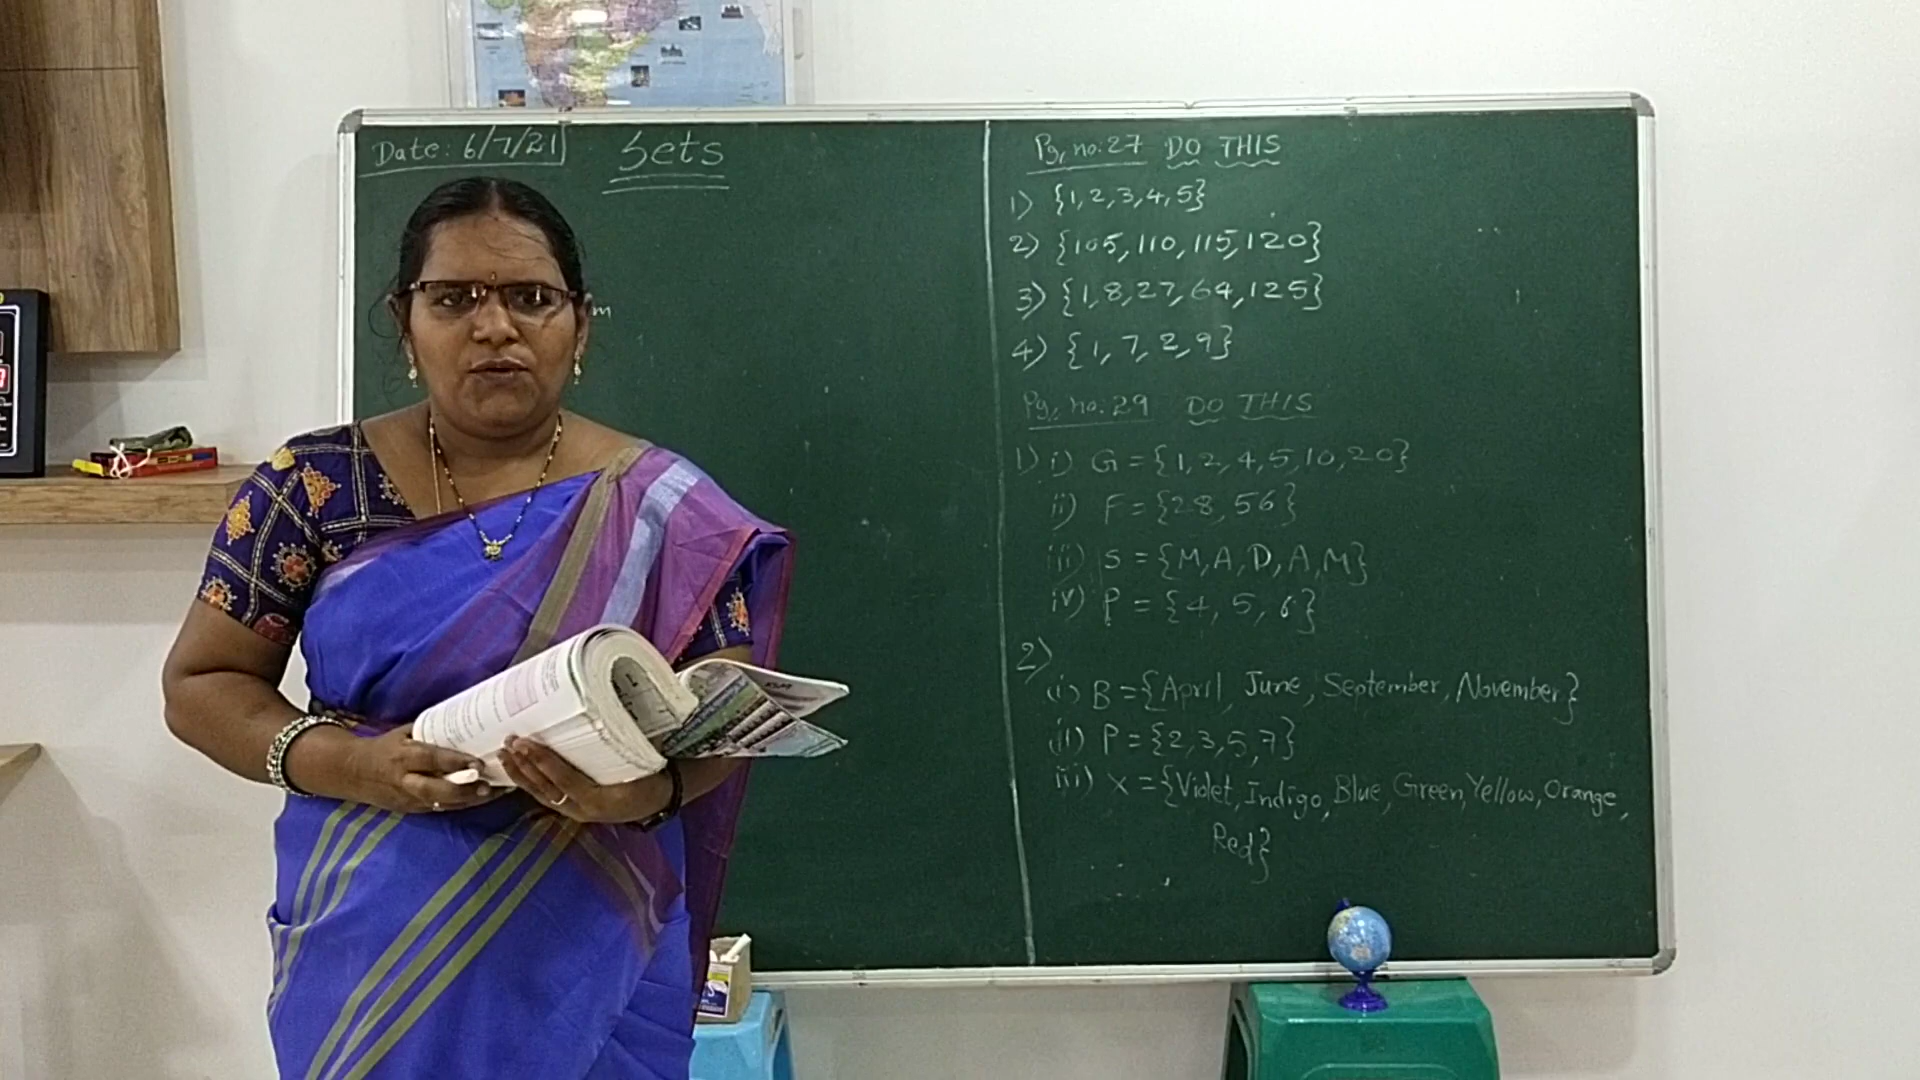 Date: 6/7/21
Sets
m
Pg. no: 27 DO THIS
1) {1,2,3,4,5}
2) {105,110,115,120}
3) {1,8,27,64,125}
4) {1,7,2,9}
Pg. no: 29 DO THIS
1) i) G={1,2,4,5,10,20}
ii) F={28,56}
iii) S={M,A,D,A,M}
iv) P={4,5,6}
2)
(i) B={April, June, September, November}
(ii) P={2,3,5,7}
iii) X={Violet, Indigo, Blue, Green, Yellow, Orange,
Red}